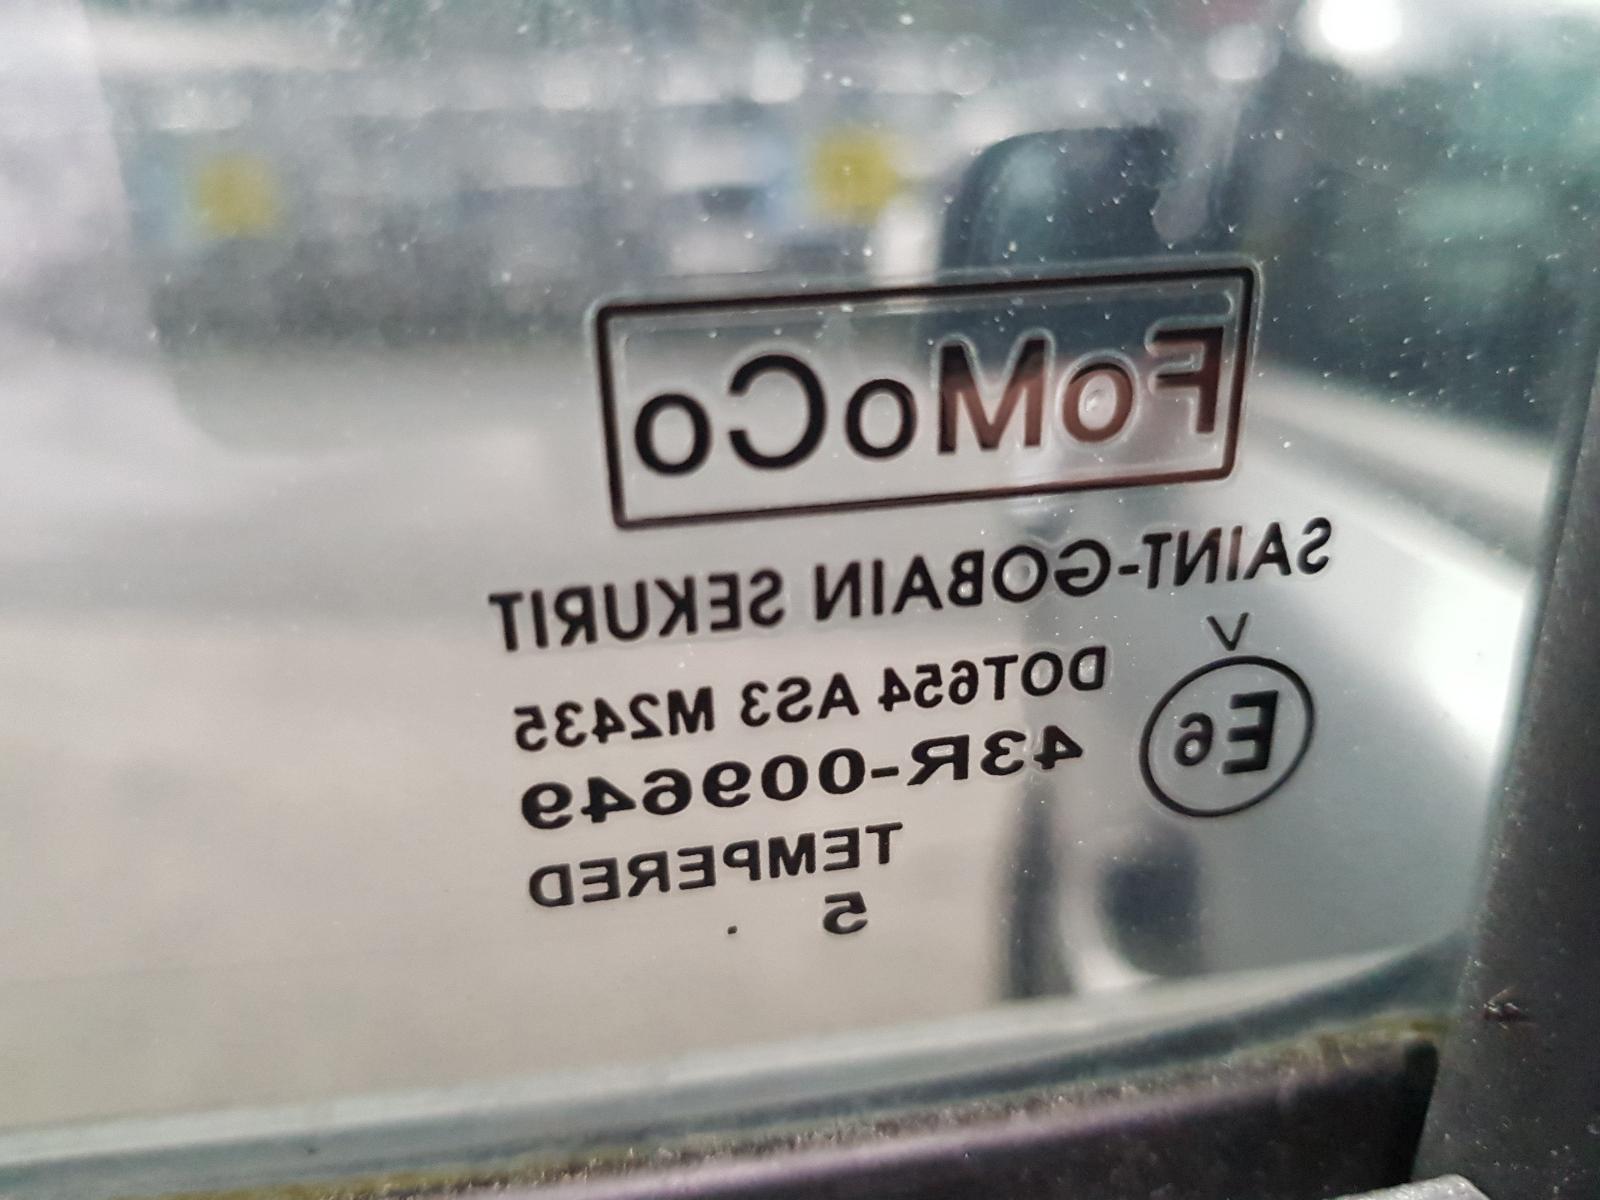 FoMoCo
SAINT-GOBAIN SEKURIT
V
E6
DOT654 AS3 M2435
43R-009649
TEMPERED
5 .